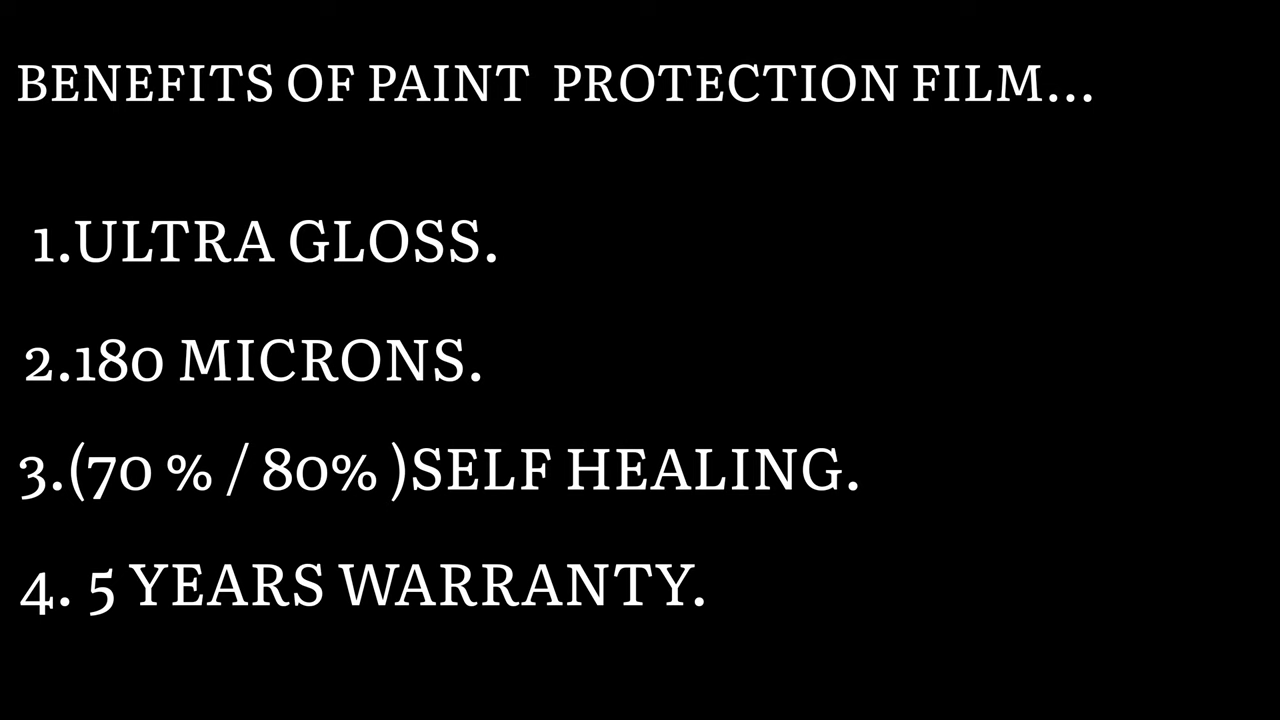 BENEFITS OF PAINT  PROTECTION FILM...
1.ULTRA GLOSS.
2.180 MICRONS.
3.(70 % / 80% )SELF HEALING.
4. 5 YEARS WARRANTY.